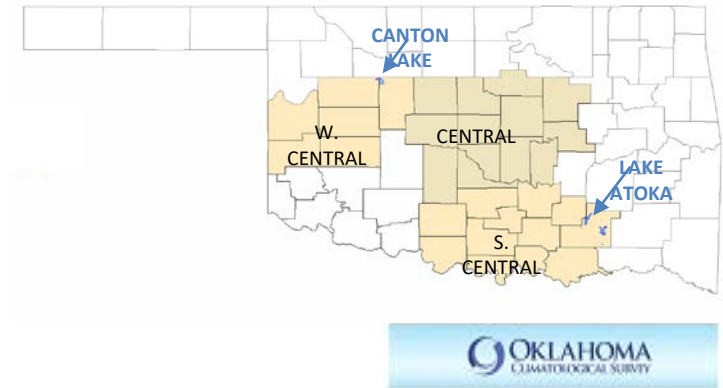 CANTON
LAKE
W.
CENTRAL
CENTRAL
LAKE
ATOKA
S.
CENTRAL
OKLAHOMA
CLIMATOLOGICAL SURVEY